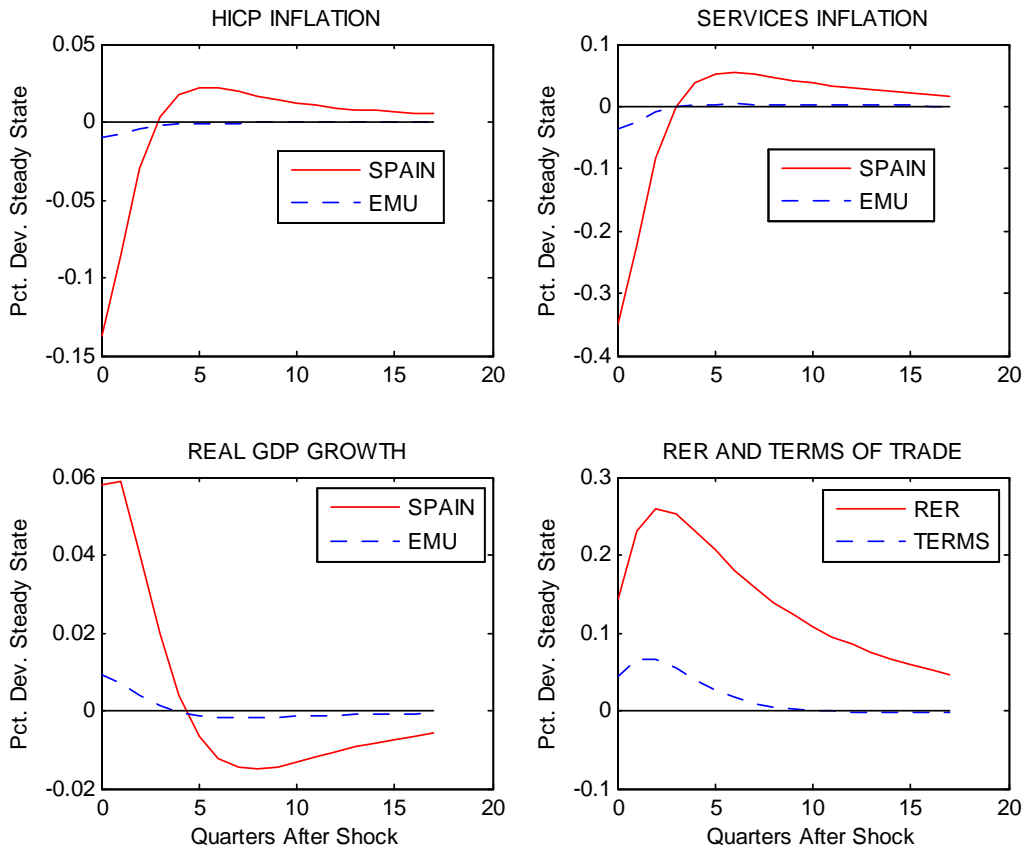 HICP INFLATION
Pct. Dev. Steady State
0.05
0
-0.05
-0.1
-0.15
0
5
10
15
20
SPAIN
EMU
SERVICES INFLATION
Pct. Dev. Steady State
0.1
0
-0.1
-0.2
-0.3
-0.4
0
5
10
15
20
SPAIN
EMU
REAL GDP GROWTH
Pct. Dev. Steady State
0.06
0.04
0.02
0
-0.02
0
5
10
15
20
Quarters After Shock
SPAIN
EMU
RER AND TERMS OF TRADE
Pct. Dev. Steady State
0.3
0.2
0.1
0
-0.1
0
5
10
15
20
Quarters After Shock
RER
TERMS